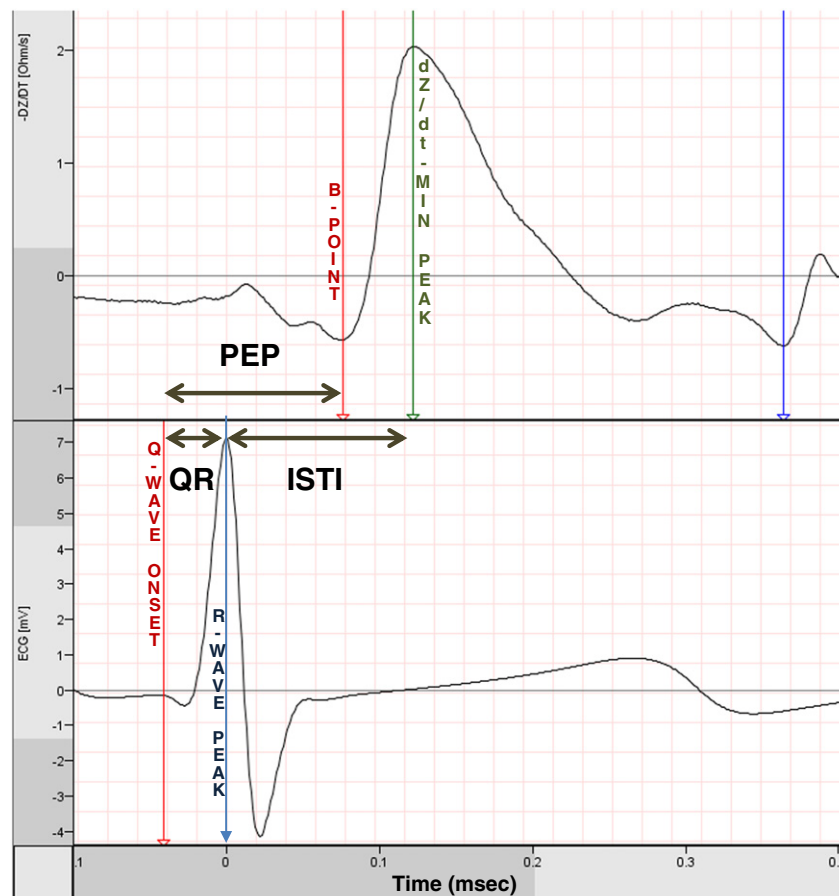 -DZ/DT [Ohm/s]
2
1
0
-1
B-POINT
dZ/dt-MIN PEAK
PEP
ECG [mV]
7
6
5
4
3
2
1
0
-1
-2
-3
-4
Q-WAVE ONSET
QR
ISTI
R-WAVE PEAK
.1
0
0.1
0.2
0.3
0.
Time (msec)